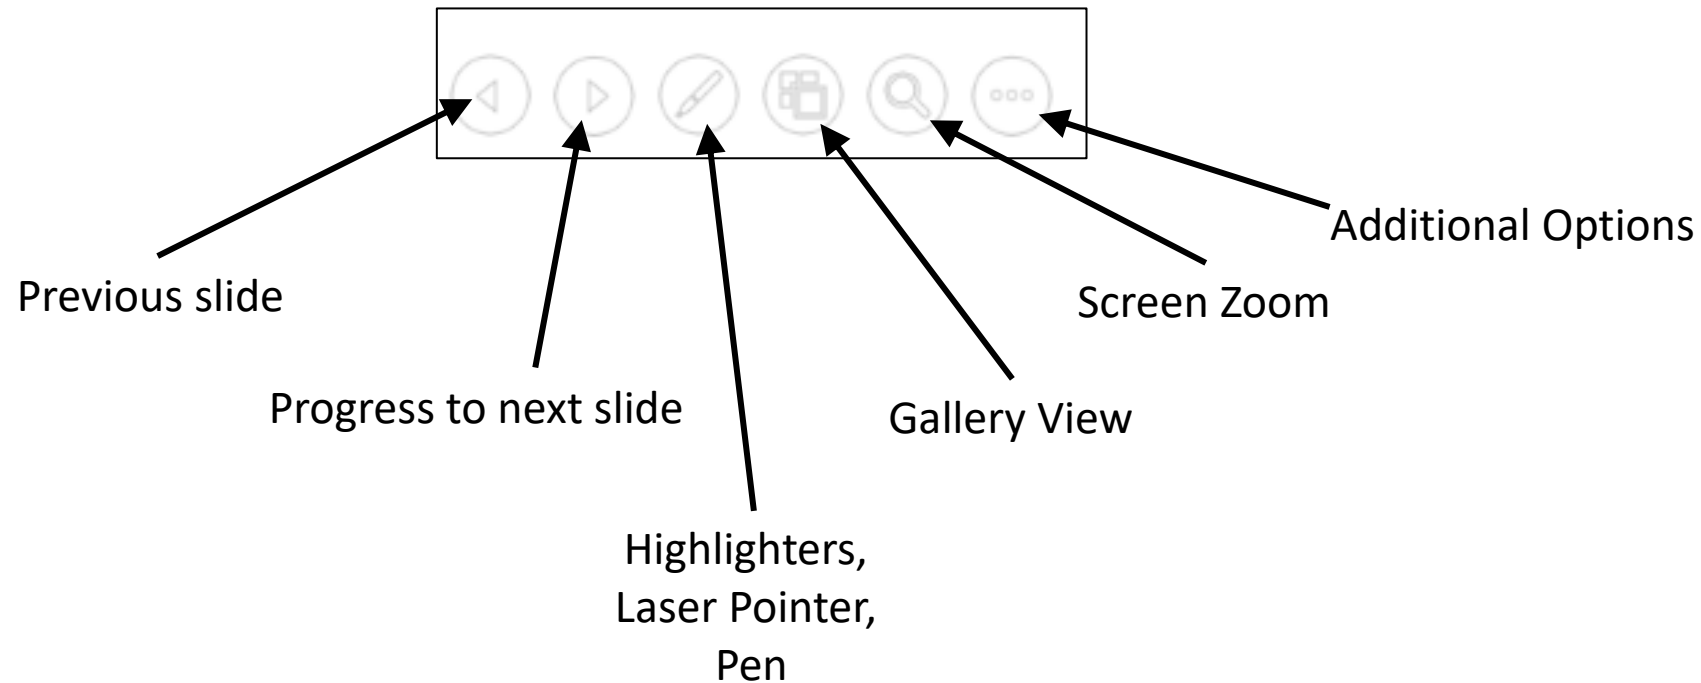 Additional Options
Previous slide
Screen Zoom
Progress to next slide
Gallery View
Highlighters,
Laser Pointer,
Pen